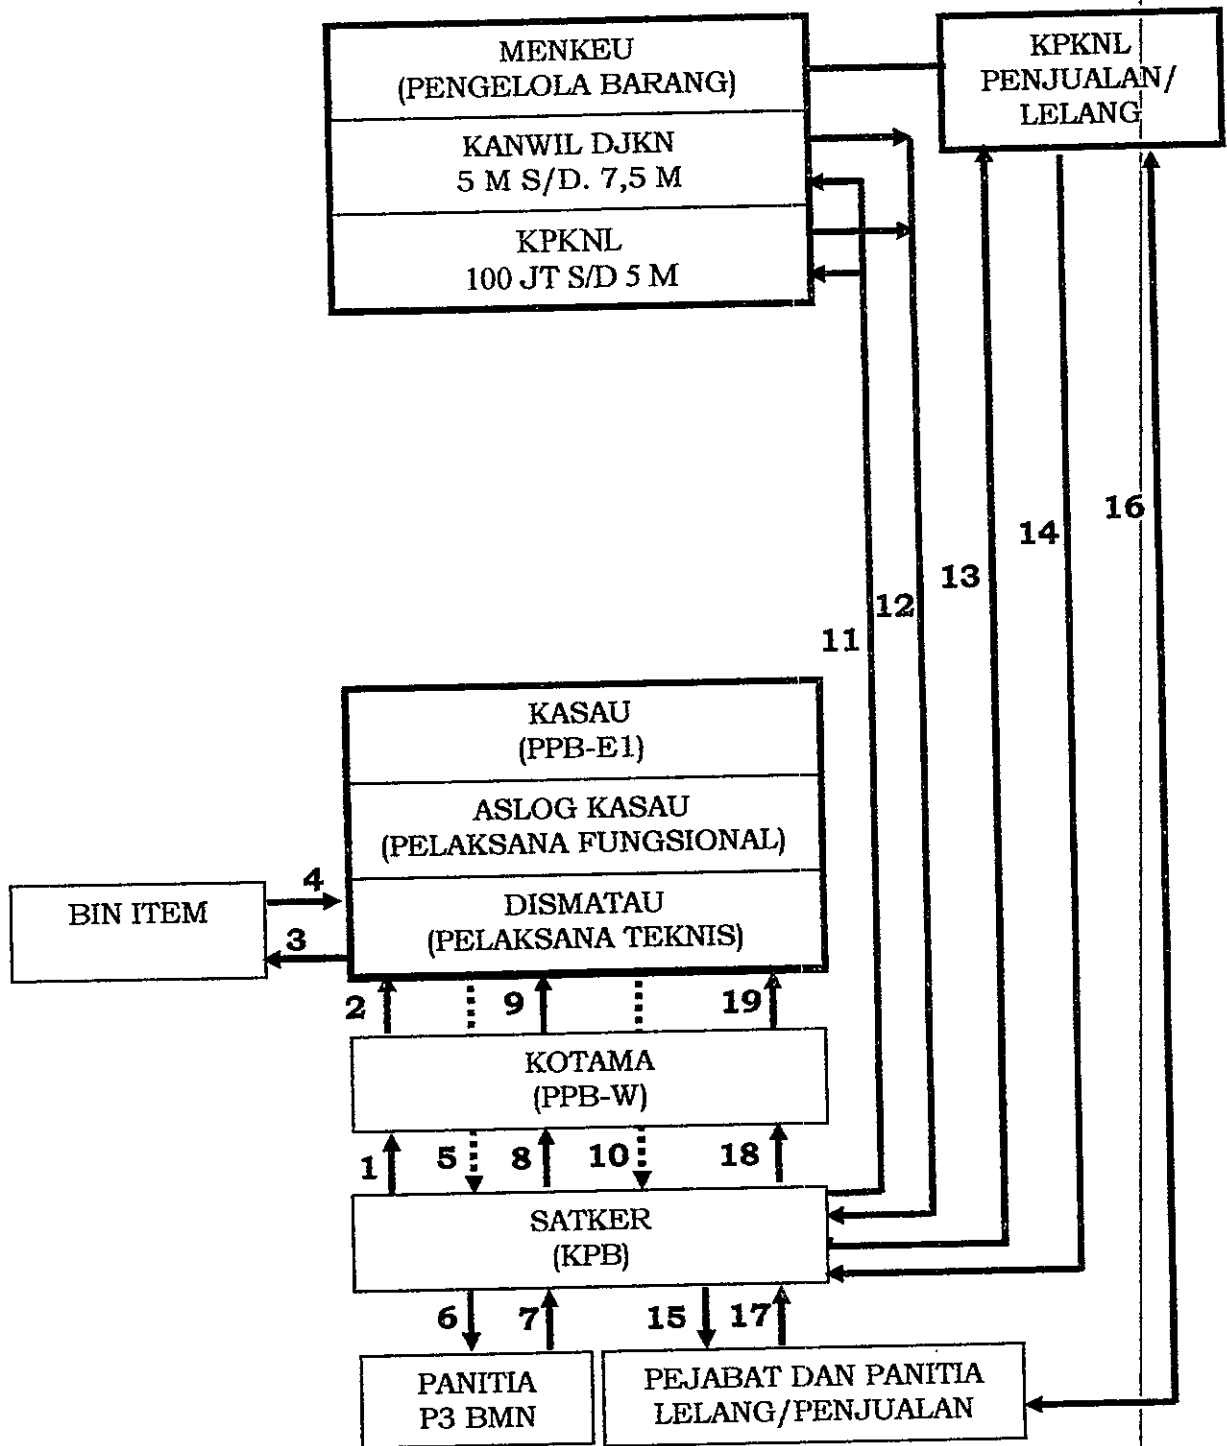 MENKEU
(PENGELOLA BARANG)
KPKNL
PENJUALAN/
LELANG
KANWIL DJKN
5 M S/D. 7,5 M
KPKNL
100 JT S/D 5 M
16
14
13
12
11
KASAU
(PPB-E1)
ASLOG KASAU
(PELAKSANA FUNGSIONAL)
DISMATAU
(PELAKSANA TEKNIS)
BIN ITEM
4
3
2
9
19
KOTAMA
(PPB-W)
1
5
8
10
18
SATKER
(KPB)
6
7
15
17
PANITIA
P3 BMN
PEJABAT DAN PANITIA
LELANG/PENJUALAN